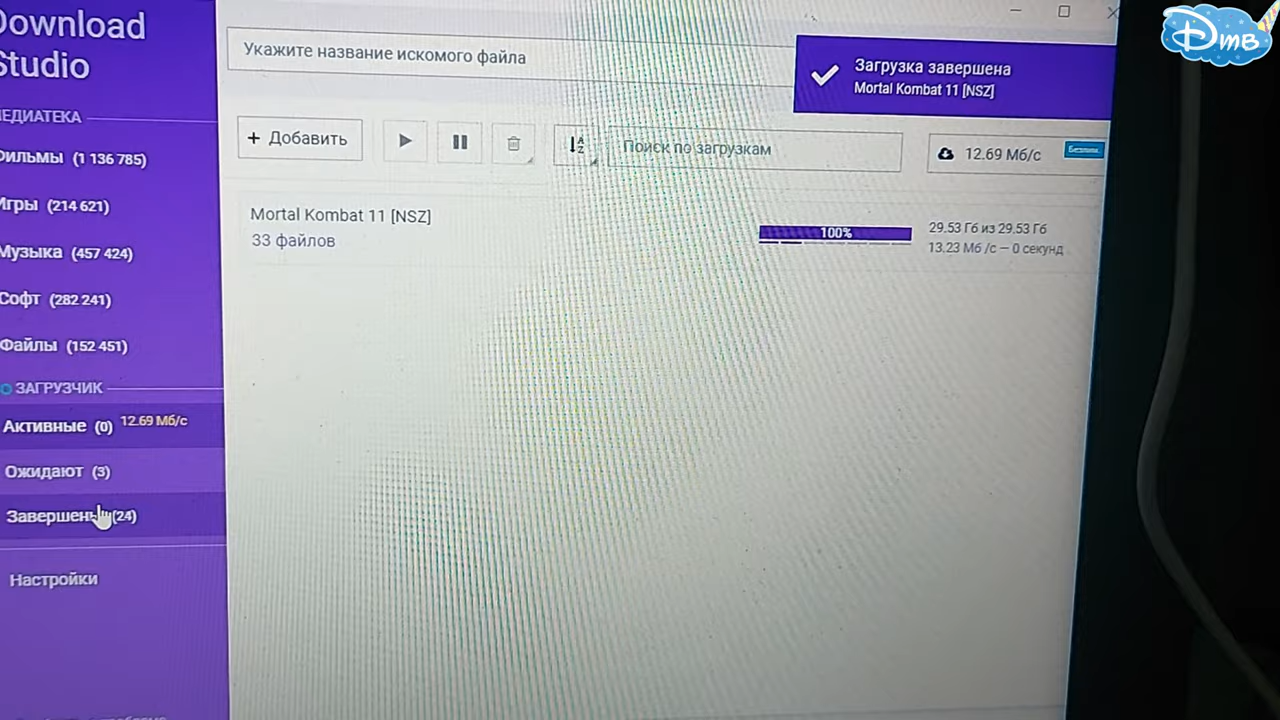 Download
Studio
МЕДИАТЕКА
Фильмы (1 136 785)
Игры (214 621)
Музыка (457 424)
Софт (282 241)
Файлы (152 451)
ЗАГРУЗЧИК
Активные (0) 12.69 Мб/с
Ожидают (3)
Завершены (24)
Настройки
Укажите название искомого файла
Загрузка завершена
Mortal Kombat 11 [NSZ]
+ Добавить
Поиск по загрузкам
12.69 Мб/с
Mortal Kombat 11 [NSZ]
33 файлов
100%
29.53 Гб из 29.53 Гб
13.23 Мб /с — 0 секунд
DmB